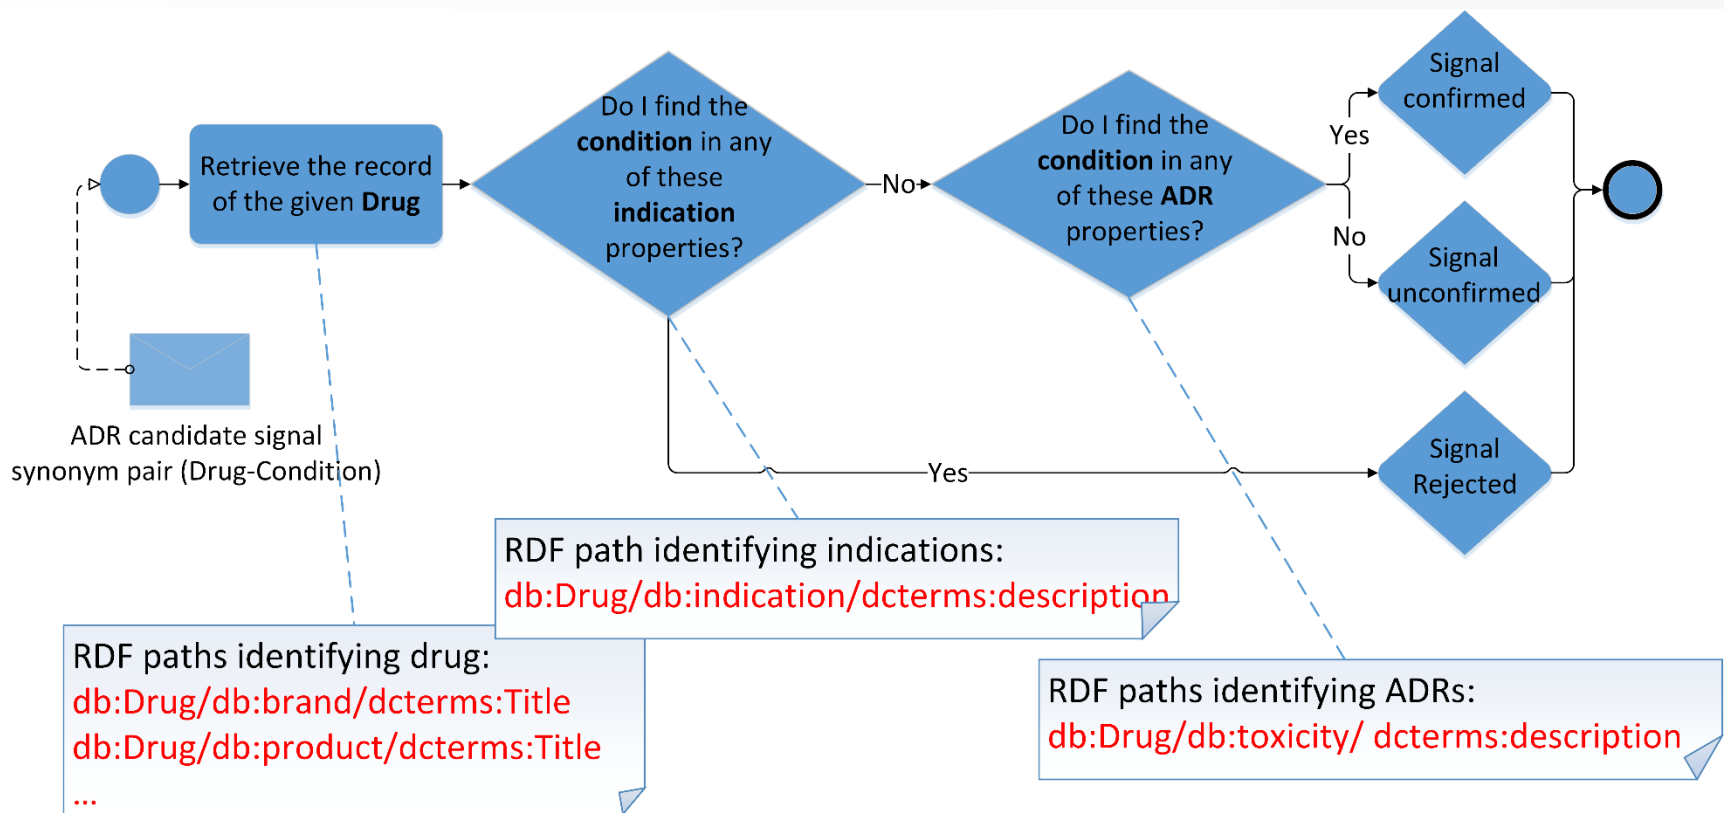 ADR candidate signal
synonym pair (Drug-Condition)
Retrieve the record
of the given Drug
Do I find the
condition in any
of these
indication
properties?
No
Yes
Do I find the
condition in any
of these ADR
properties?
Yes
No
Signal
confirmed
Signal
unconfirmed
Signal
Rejected
RDF path identifying indications:
db:Drug/db:indication/dcterms:description
RDF paths identifying drug:
db:Drug/db:brand/dcterms:Title
db:Drug/db:product/dcterms:Title
...
RDF paths identifying ADRs:
db:Drug/db:toxicity/ dcterms:description